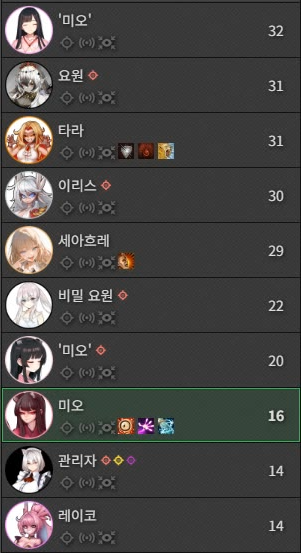 '미오' 32
요원 31
타라 31
이리스 30
세아흐레 29
비밀 요원 22
'미오' 20
미오 16
관리자 14
레이코 14